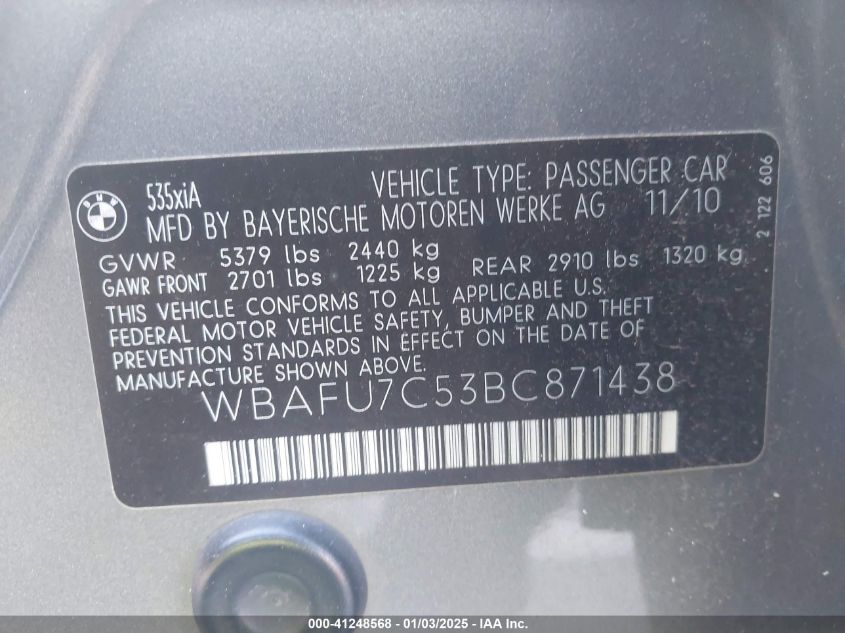 BMW
535xiA
VEHICLE TYPE: PASSENGER CAR
MFD BY BAYERISCHE MOTOREN WERKE AG 11/10
GVWR 5379 lbs 2440 kg
GAWR FRONT 2701 lbs 1225 kg REAR 2910 lbs 1320 kg
THIS VEHICLE CONFORMS TO ALL APPLICABLE U.S.
FEDERAL MOTOR VEHICLE SAFETY, BUMPER AND THEFT
PREVENTION STANDARDS IN EFFECT ON THE DATE OF
MANUFACTURE SHOWN ABOVE.
WBAFU7C53BC871438
2 122 606
000-41248568 - 01/03/2025 - IAA Inc.